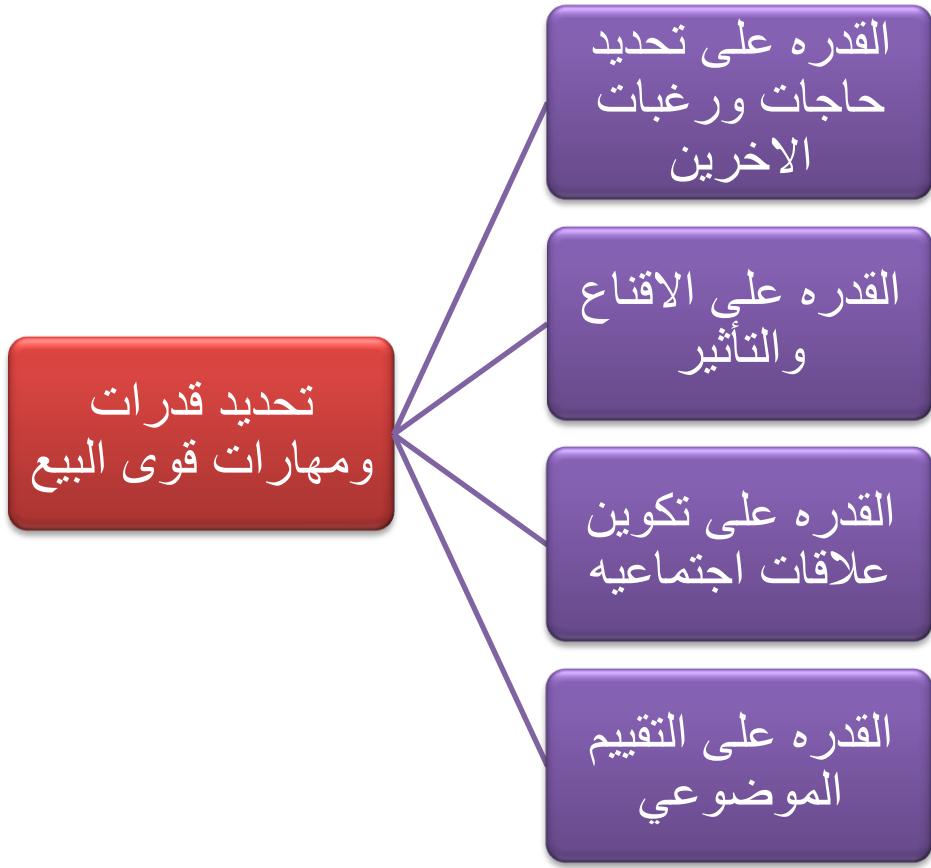 تحديد قدرات
ومهارات قوى البيع
القدره على تحديد
حاجات ورغبات
الاخرين
القدره على الاقناع
والتأثير
القدره على تكوين
علاقات اجتماعيه
القدره على التقييم
الموضوعي